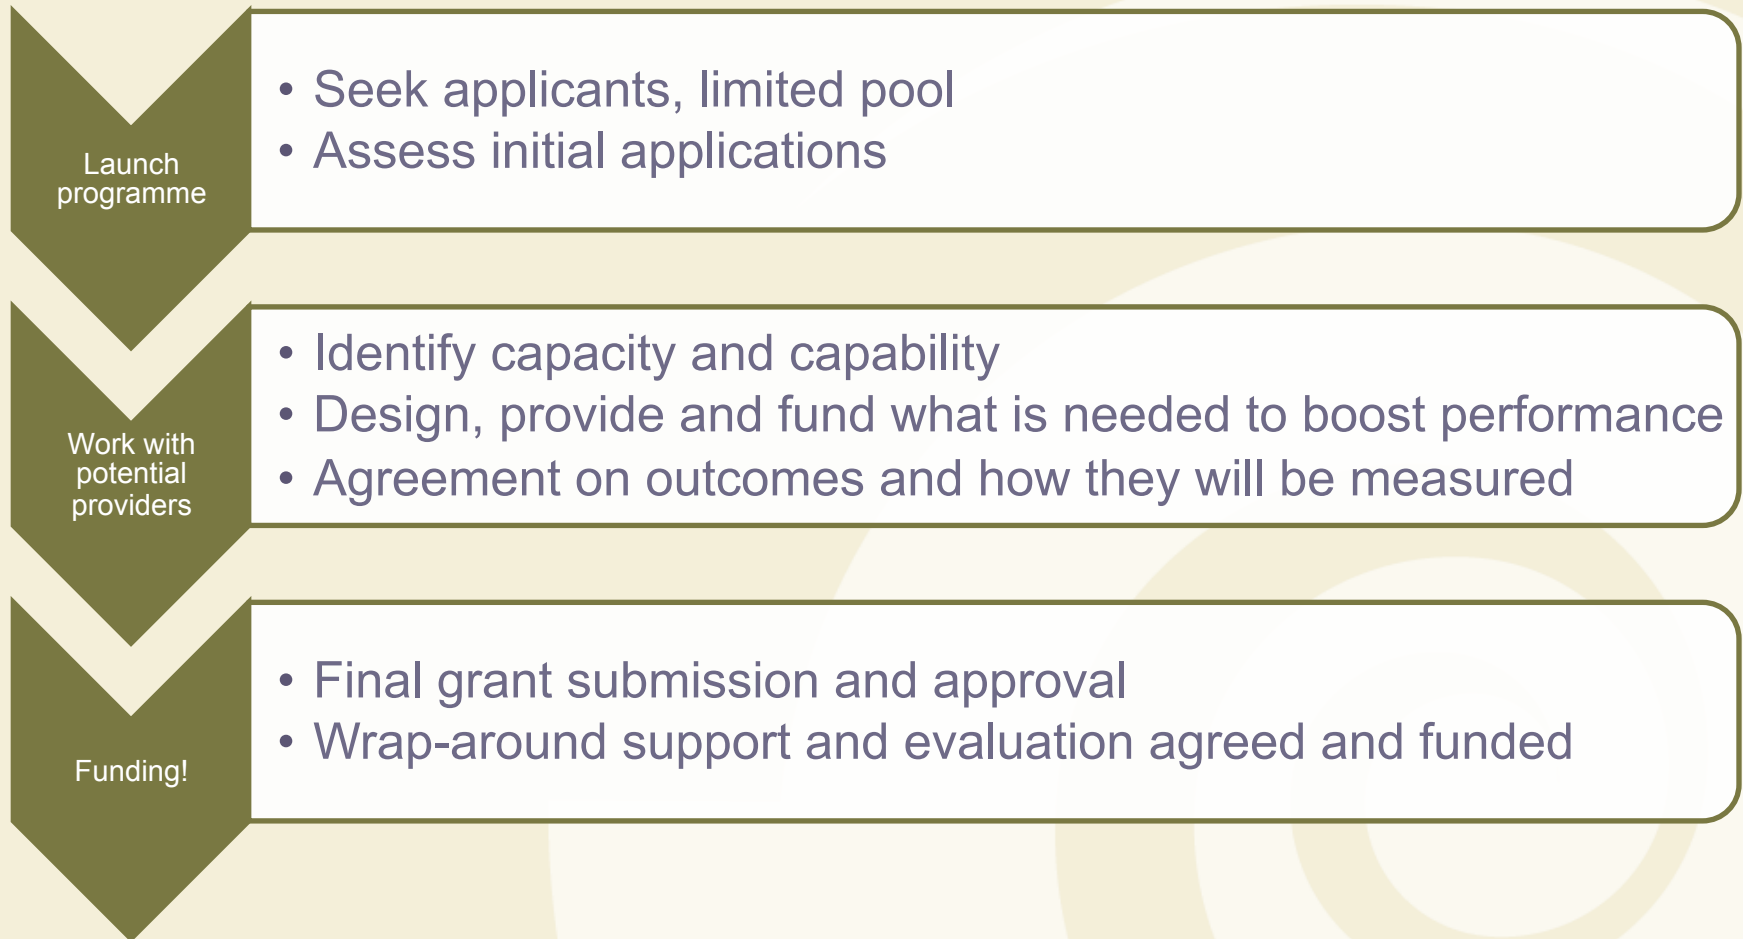 Launch
programme
• Seek applicants, limited pool
• Assess initial applications
Work with
potential
providers
• Identify capacity and capability
• Design, provide and fund what is needed to boost performance
• Agreement on outcomes and how they will be measured
Funding!
• Final grant submission and approval
• Wrap-around support and evaluation agreed and funded